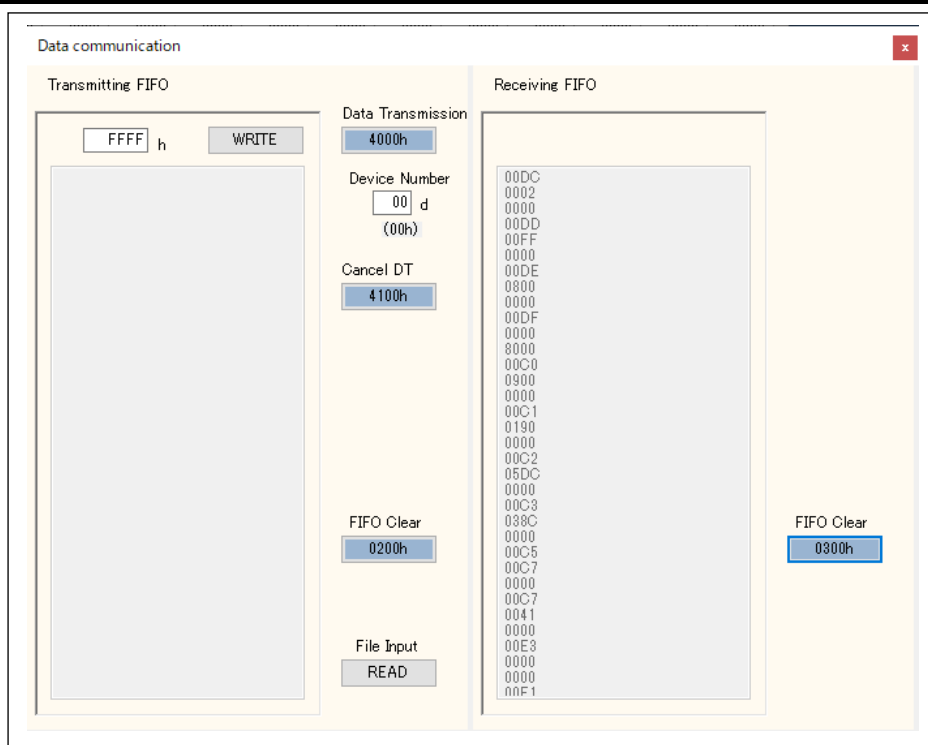 Data communication
x
Transmitting FIFO
FFFF h
WRITE
Data Transmission
4000h
Device Number
00 d
(00h)
Cancel DT
4100h
FIFO Clear
0200h
File Input
READ
Receiving FIFO
00DC
0002
0000
00DD
00FF
0000
00DE
0800
0000
00DF
0000
8000
00C0
0900
0000
00C1
0190
0000
00C2
05DC
0000
00C3
038C
0000
00C5
00C7
0000
00C7
0041
0000
00E3
0000
0000
00E1
FIFO Clear
0300h